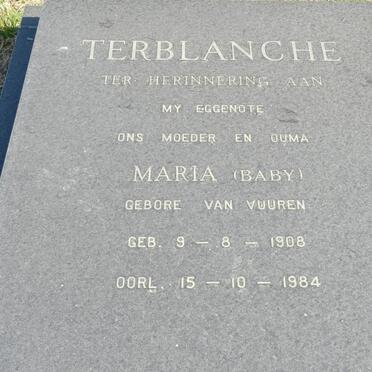 TERBLANCHE
TER HERINNERING AAN
MY EGGENOTE
ONS MOEDER EN OUMA
MARIA (BABY)
GEBORE VAN VUUREN
GEB. 9 – 8 – 1908
OORL. 15 – 10 – 1984